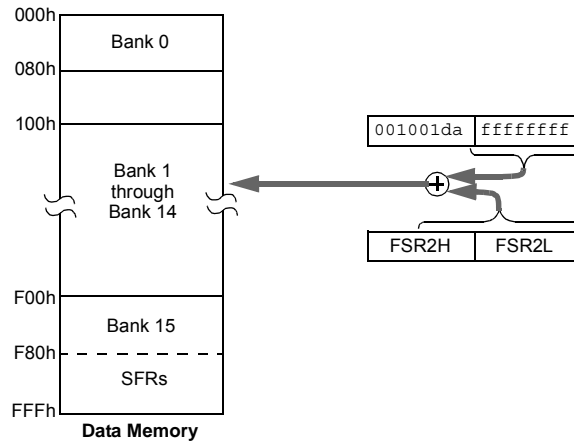 000h
Bank 0
080h
100h
001001da ffffffff
Bank 1
through
Bank 14
FSR2H FSR2L
F00h
Bank 15
F80h
SFRs
FFFh
Data Memory